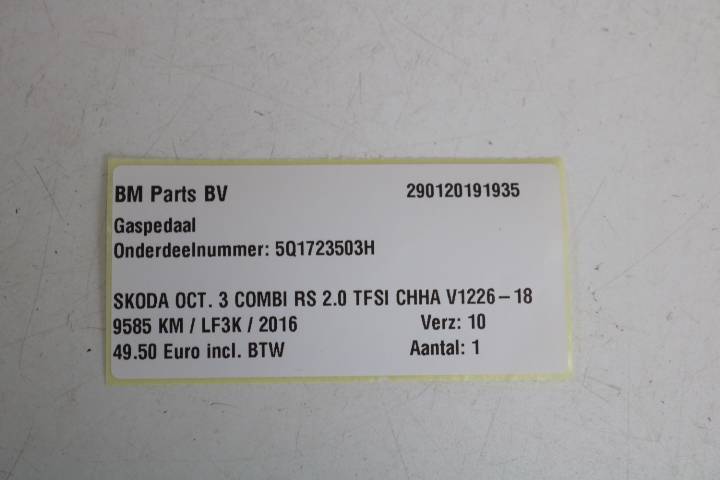 BM Parts BV 290120191935
Gaspedaal
Onderdeelnummer: 5Q1723503H
SKODA OCT. 3 COMBI RS 2.0 TFSI CHHA V1226-18
9585 KM / LF3K / 2016 Verz: 10
49.50 Euro incl. BTW Aantal: 1